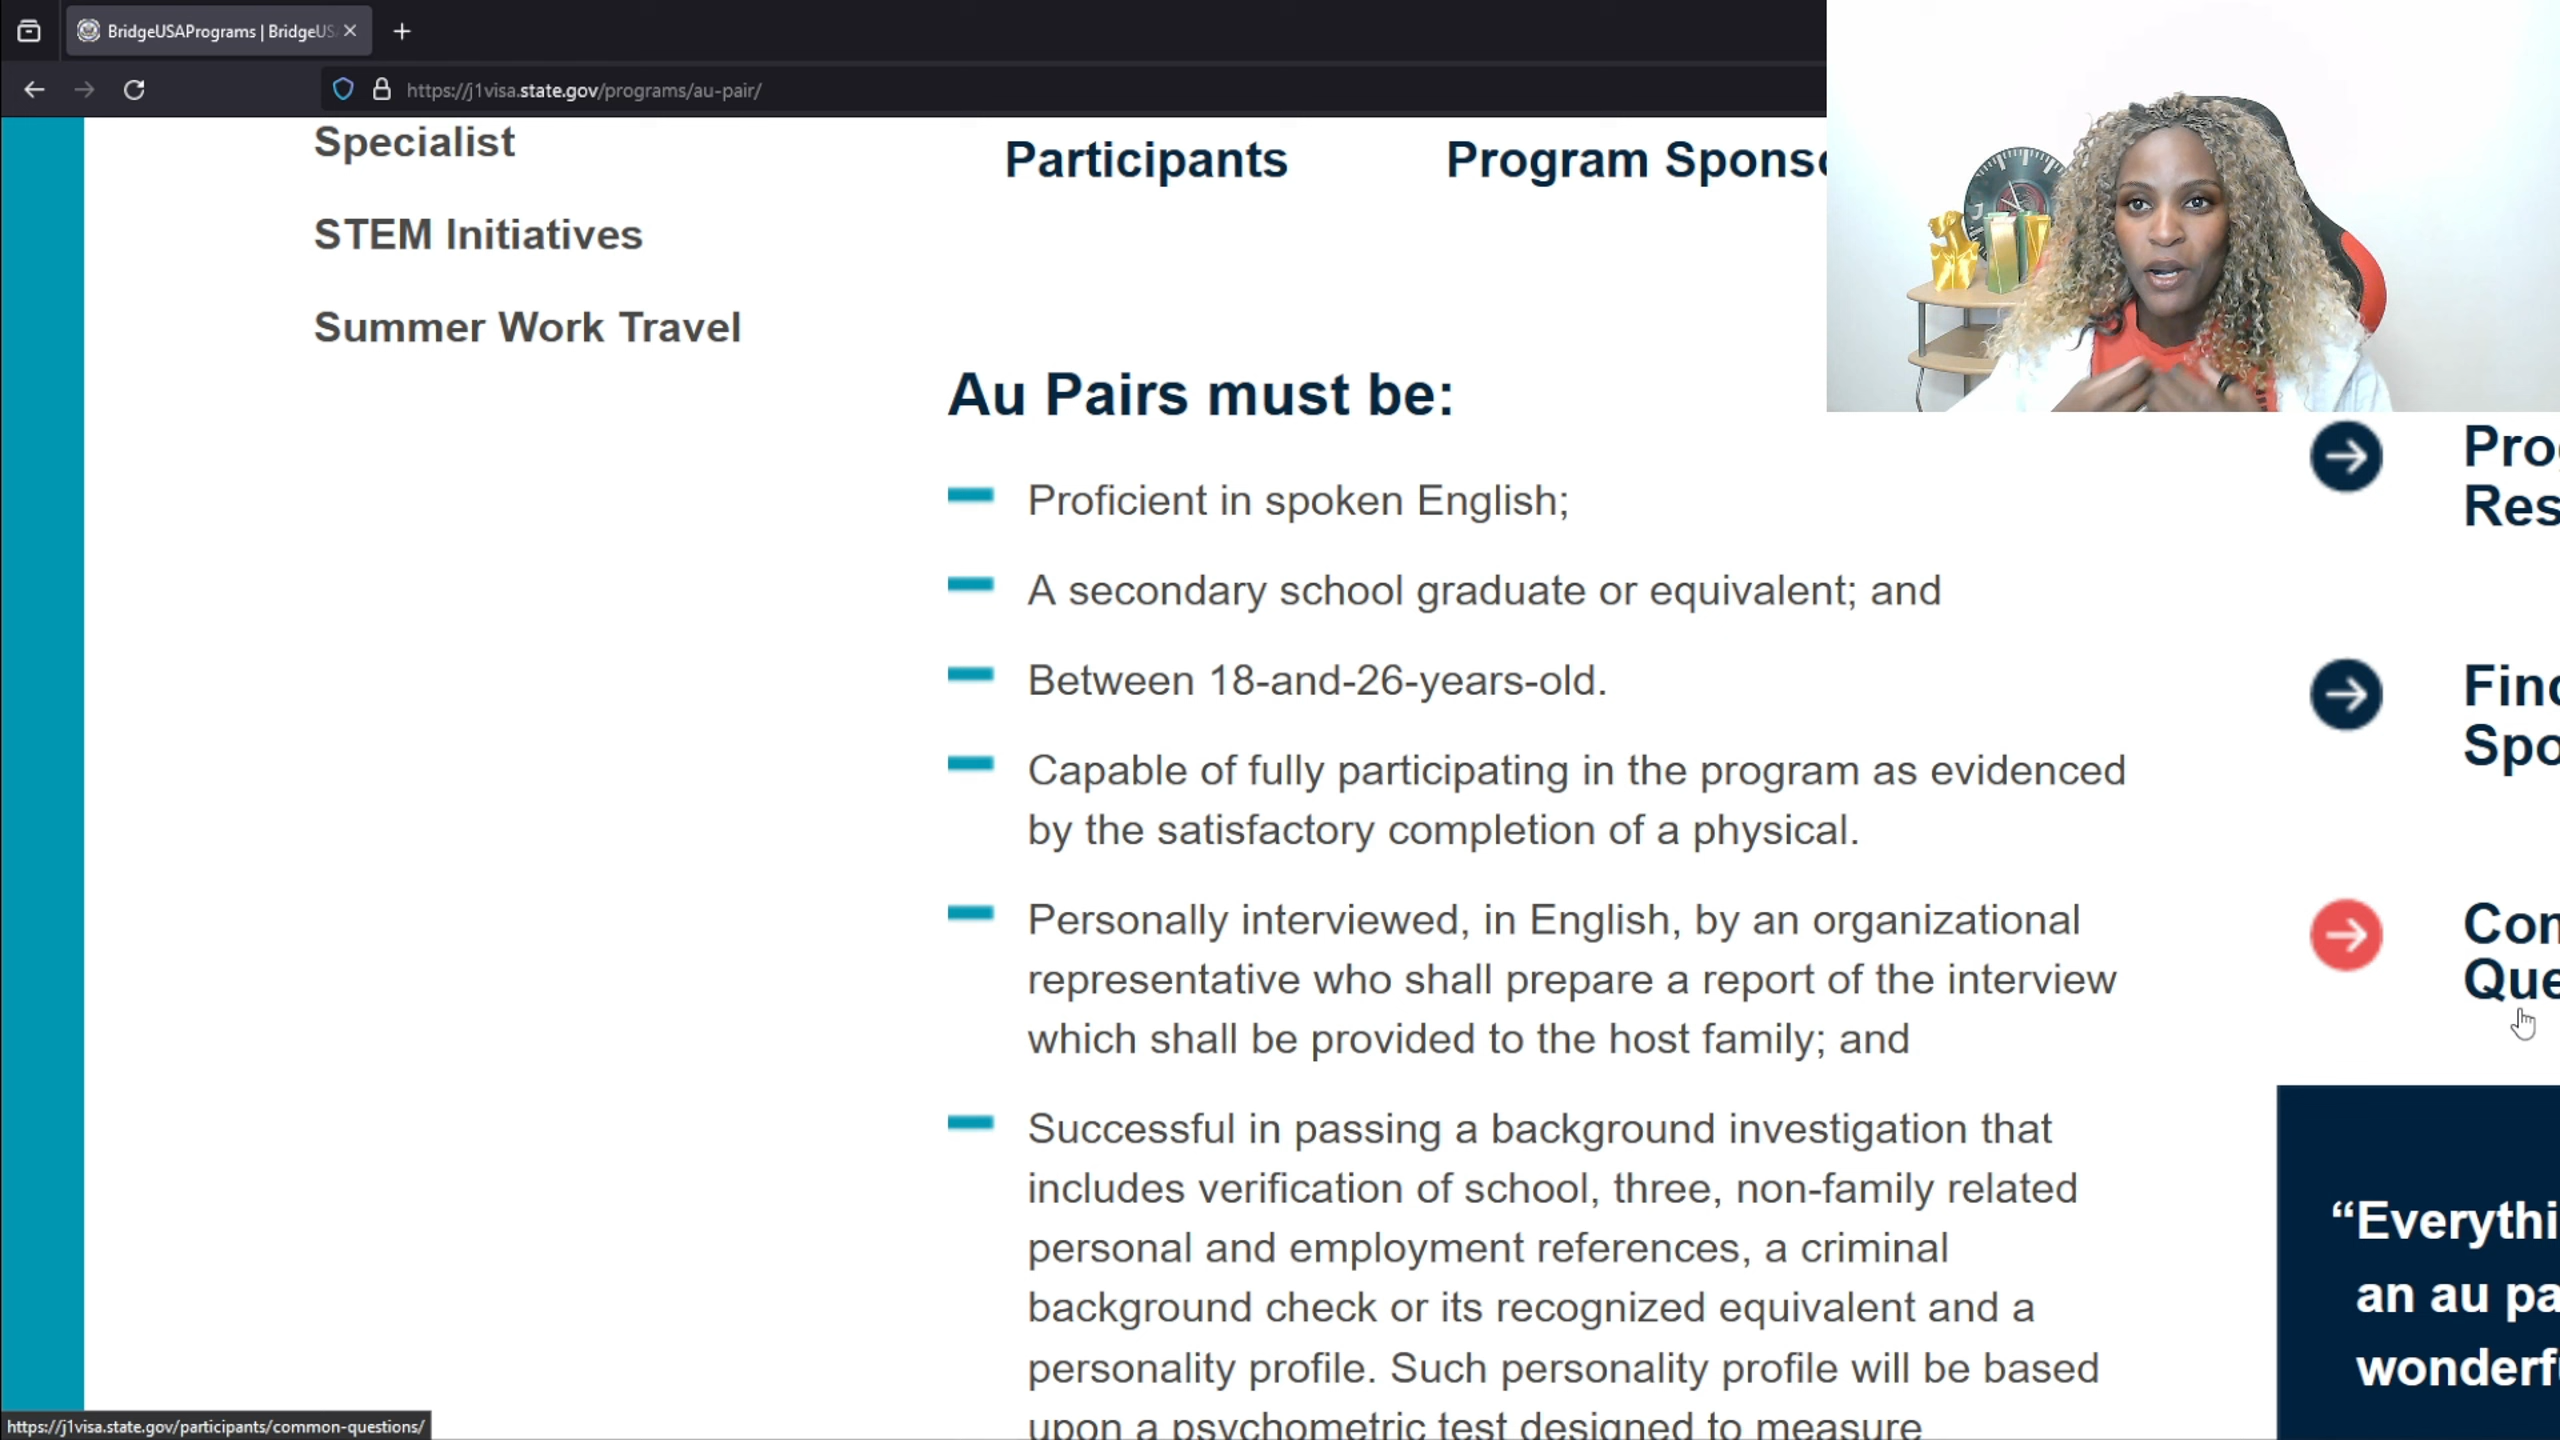 BridgeUSAPrograms | BridgeUS
https://j1visa.state.gov/programs/au-pair/
Specialist
STEM Initiatives
Summer Work Travel
Participants
Program Sponso
Au Pairs must be:
Proficient in spoken English;
A secondary school graduate or equivalent; and
Between 18-and-26-years-old.
Capable of fully participating in the program as evidenced
by the satisfactory completion of a physical.
Personally interviewed, in English, by an organizational
representative who shall prepare a report of the interview
which shall be provided to the host family; and
Successful in passing a background investigation that
includes verification of school, three, non-family related
personal and employment references, a criminal
background check or its recognized equivalent and a
personality profile. Such personality profile will be based
upon a psychometric test designed to measure
Pro
Res
Find
Spo
Com
Que
“Everythi
an au pa
wonderf
https://j1visa.state.gov/participants/common-questions/